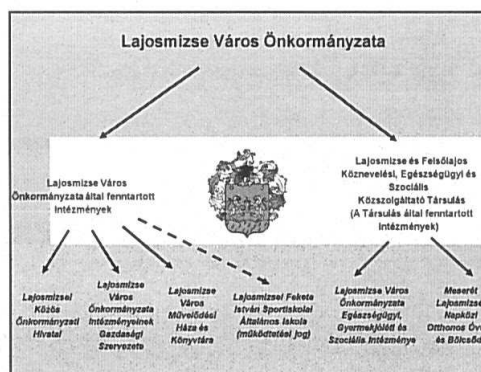 Lajosmizse Város Önkormányzata
Lajosmizse Város
Önkormányzata által fenntartott
Intézmények
Lajosmizse és Felsőlajos
Köznevelési, Egészségügyi és
Szociális
Közszolgáltató Társulás
(A Társulás által fenntartott
Intézmények)
Lajosmizsei
Közös
Önkormányzati
Hivatal
Lajosmizse
Város
Önkormányzata
Intézményeinek
Gazdasági
Szervezete
Lajosmizse
Város
Művelődési
Háza és
Könyvtára
Lajosmizsei Fekete
István Sportiskolai
Általános Iskola
(működtetési jog)
Lajosmizse Város
Önkormányzata
Egészségügyi,
Gyermekjóléti és
Szociális Intézménye
Meserét
Lajosmizse
Napközi
Otthonos Óvo
és Bölcsőd